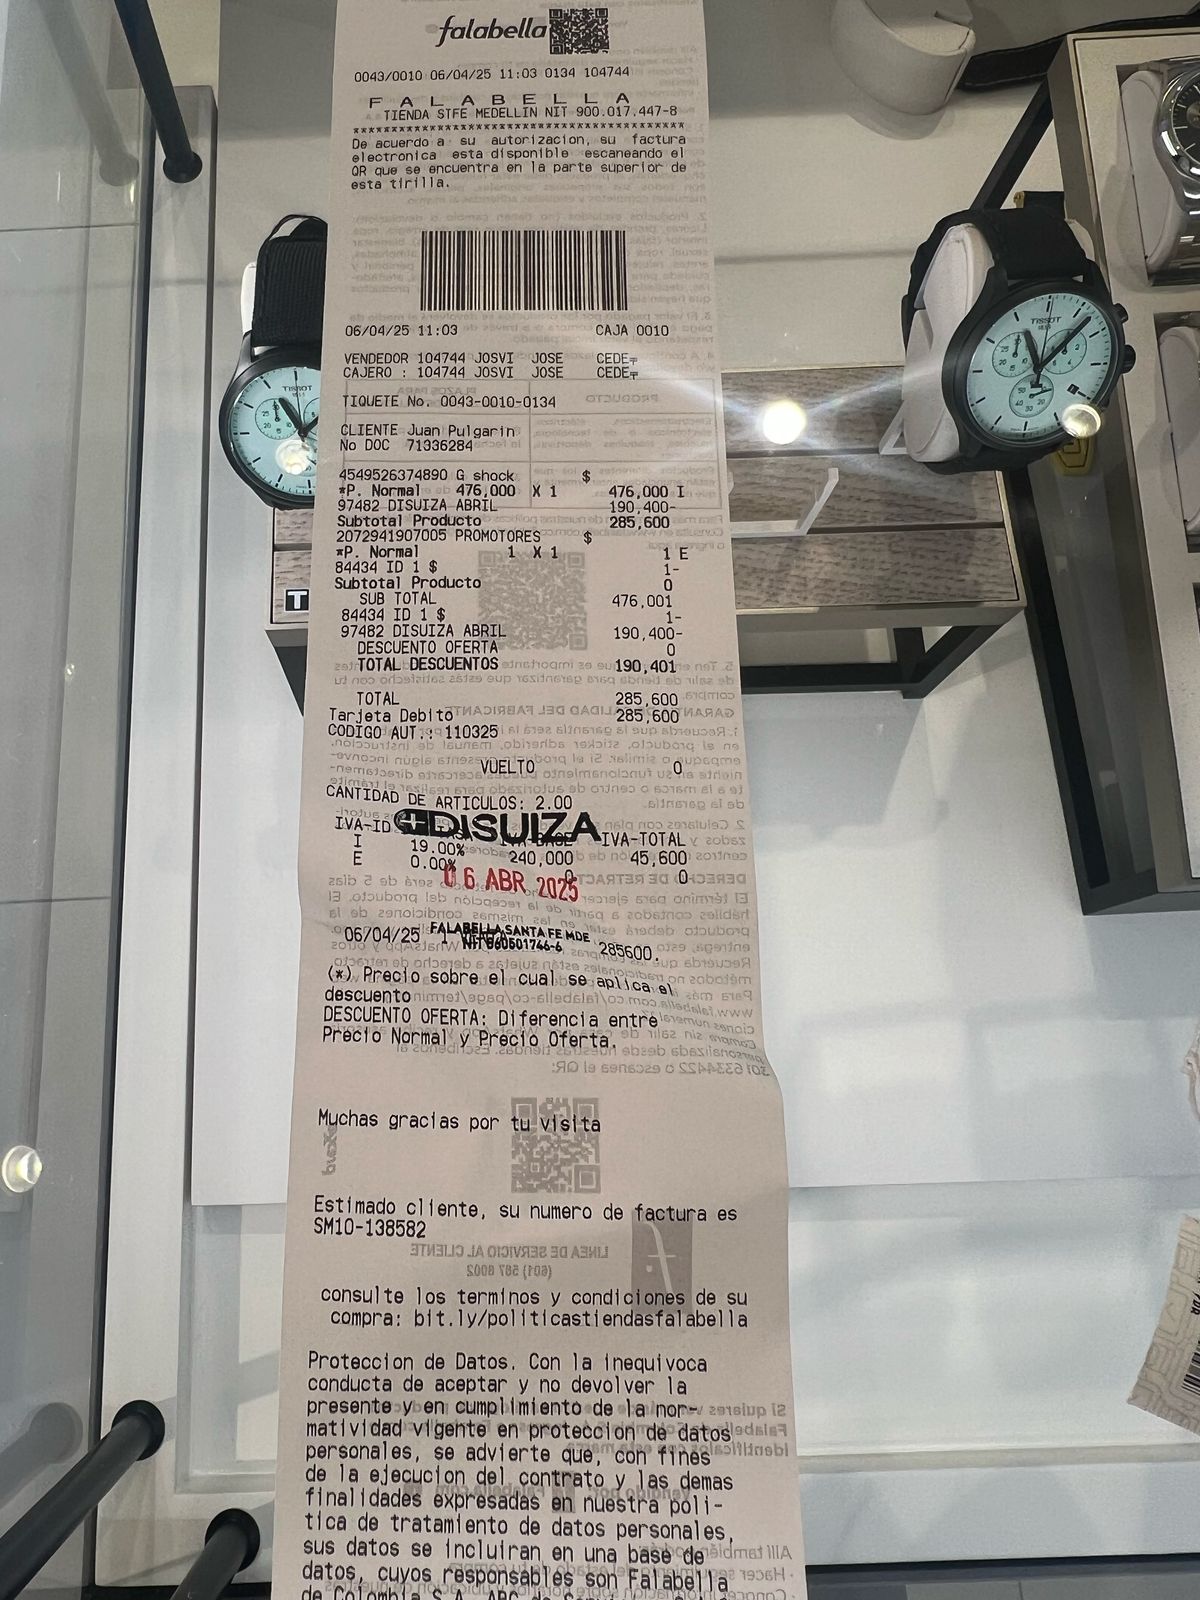 falabella
0043/0010 06/04/25 11:03 0134 104744
F A L A B E L L A
TIENDA STFE MEDELLIN NIT 900.017.447-8
****************************************
De acuerdo a su autorizacion, su factura
electronica esta disponible escaneando el
QR que se encuentra en la parte superior de
esta tirilla.
06/04/25 11:03 CAJA 0010
VENDEDOR 104744 JOSVI JOSE CEDE
CAJERO : 104744 JOSVI JOSE CEDE
TIQUETE No. 0043-0010-0134
CLIENTE Juan Pulgarin
No DOC 71336284
4549526374890 G shock $
*P. Normal 476,000 X 1 476,000 I
97482 DISUIZA ABRIL 190,400-
Subtotal Producto 285,600
2072941907005 PROMOTORES $
*P. Normal 1 X 1 1 E
84434 ID 1 $ 1-
Subtotal Producto 0
SUB TOTAL 476,001
84434 ID 1 $ 1-
97482 DISUIZA ABRIL 190,400-
DESCUENTO OFERTA 0
TOTAL DESCUENTOS 190,401
TOTAL 285,600
Tarjeta Debito 285,600
CODIGO AUT.: 110325
VUELTO 0
CANTIDAD DE ARTICULOS: 2.00
DISUIZA
IVA-ID IVA-BASE IVA-TOTAL
I 19.00% 240,000 45,600
E 0.00% 0 0
06 ABR 2025
FALABELLA SANTA FE MDE
NIT 860501746-6
06/04/25 1 285600.
(*) Precio sobre el cual se aplica el
descuento
DESCUENTO OFERTA: Diferencia entre
Precio Normal y Precio Oferta.
Muchas gracias por tu visita
Estimado cliente, su numero de factura es
SM10-138582
consulte los terminos y condiciones de su
compra: bit.ly/politicastiendasfalabella
Proteccion de Datos. Con la inequivoca
conducta de aceptar y no devolver la
presente y en cumplimiento de la nor-
matividad vigente en proteccion de datos
personales, se advierte que, con fines
de la ejecucion del contrato y las demas
finalidades expresadas en nuestra poli-
tica de tratamiento de datos personales,
sus datos se incluiran en una base de
datos, cuyos responsables son Falabella
de Colombia S.A.
TISSOT
TISSOT